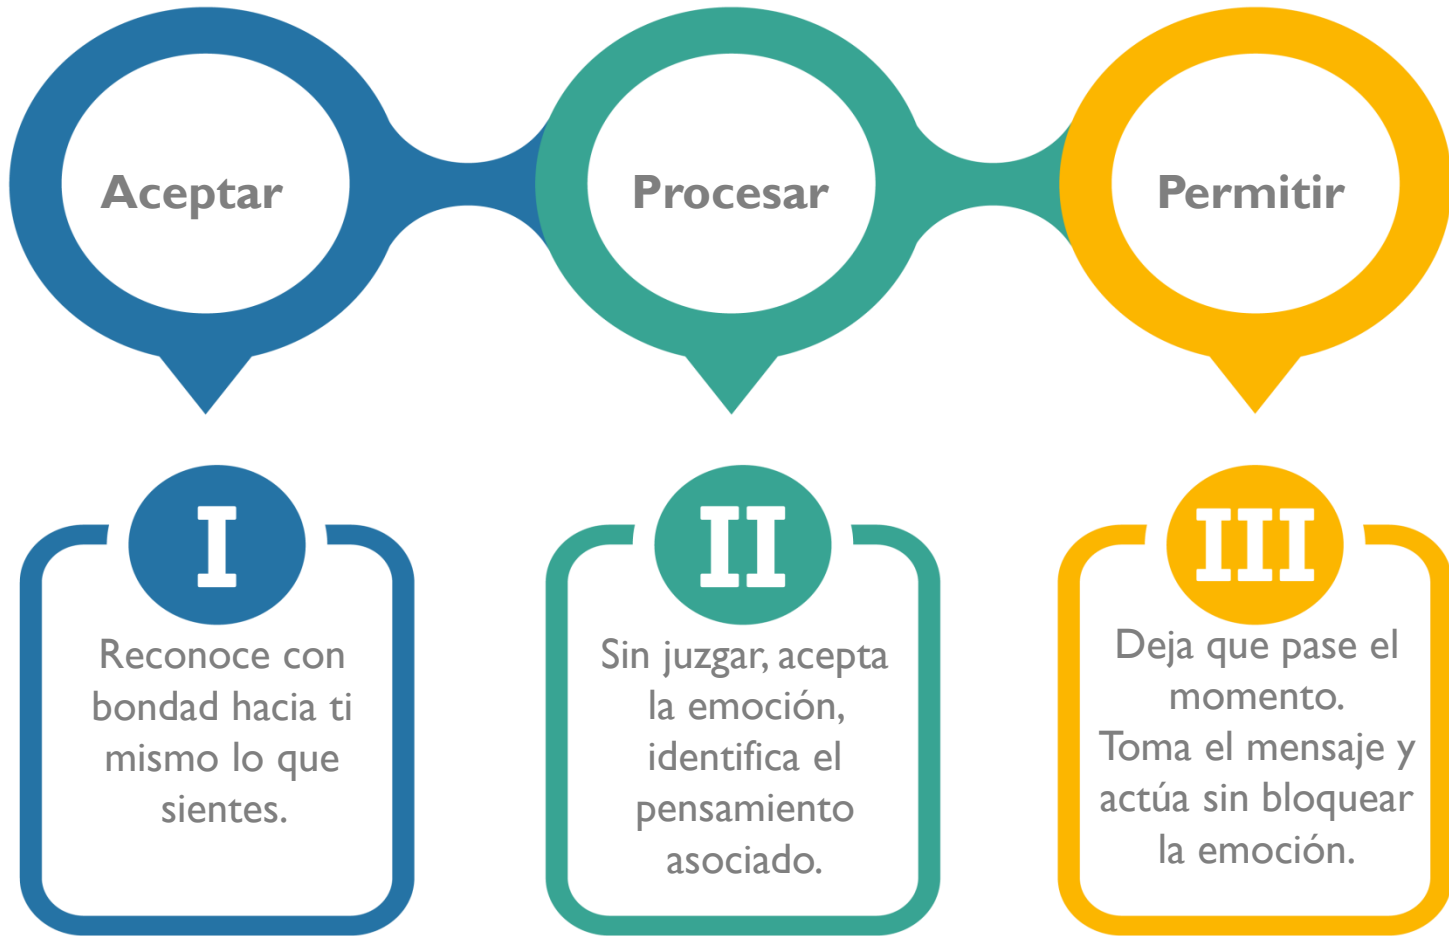 Aceptar
Procesar
Permitir
I
Reconoce con
bondad hacia ti
mismo lo que
sientes.
II
Sin juzgar, acepta
la emoción,
identifica el
pensamiento
asociado.
III
Deja que pase el
momento.
Toma el mensaje y
actúa sin bloquear
la emoción.